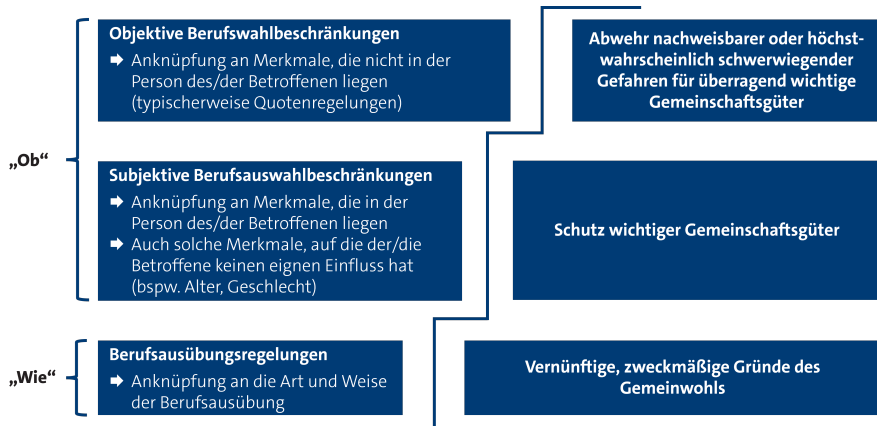 Objektive Berufswahlbeschränkungen
➡ Anknüpfung an Merkmale, die nicht in der
Person des/der Betroffenen liegen
(typischerweise Quotenregelungen)
Abwehr nachweisbarer oder höchst-
wahrscheinlich schwerwiegender
Gefahren für überragend wichtige
Gemeinschaftsgüter
„Ob“
Subjektive Berufsauswahlbeschränkungen
➡ Anknüpfung an Merkmale, die in der
Person des/der Betroffenen liegen
➡ Auch solche Merkmale, auf die der/die
Betroffene keinen eignen Einfluss hat
(bspw. Alter, Geschlecht)
Schutz wichtiger Gemeinschaftsgüter
„Wie“
Berufsausübungsregelungen
➡ Anknüpfung an die Art und Weise
der Berufsausübung
Vernünftige, zweckmäßige Gründe des
Gemeinwohls